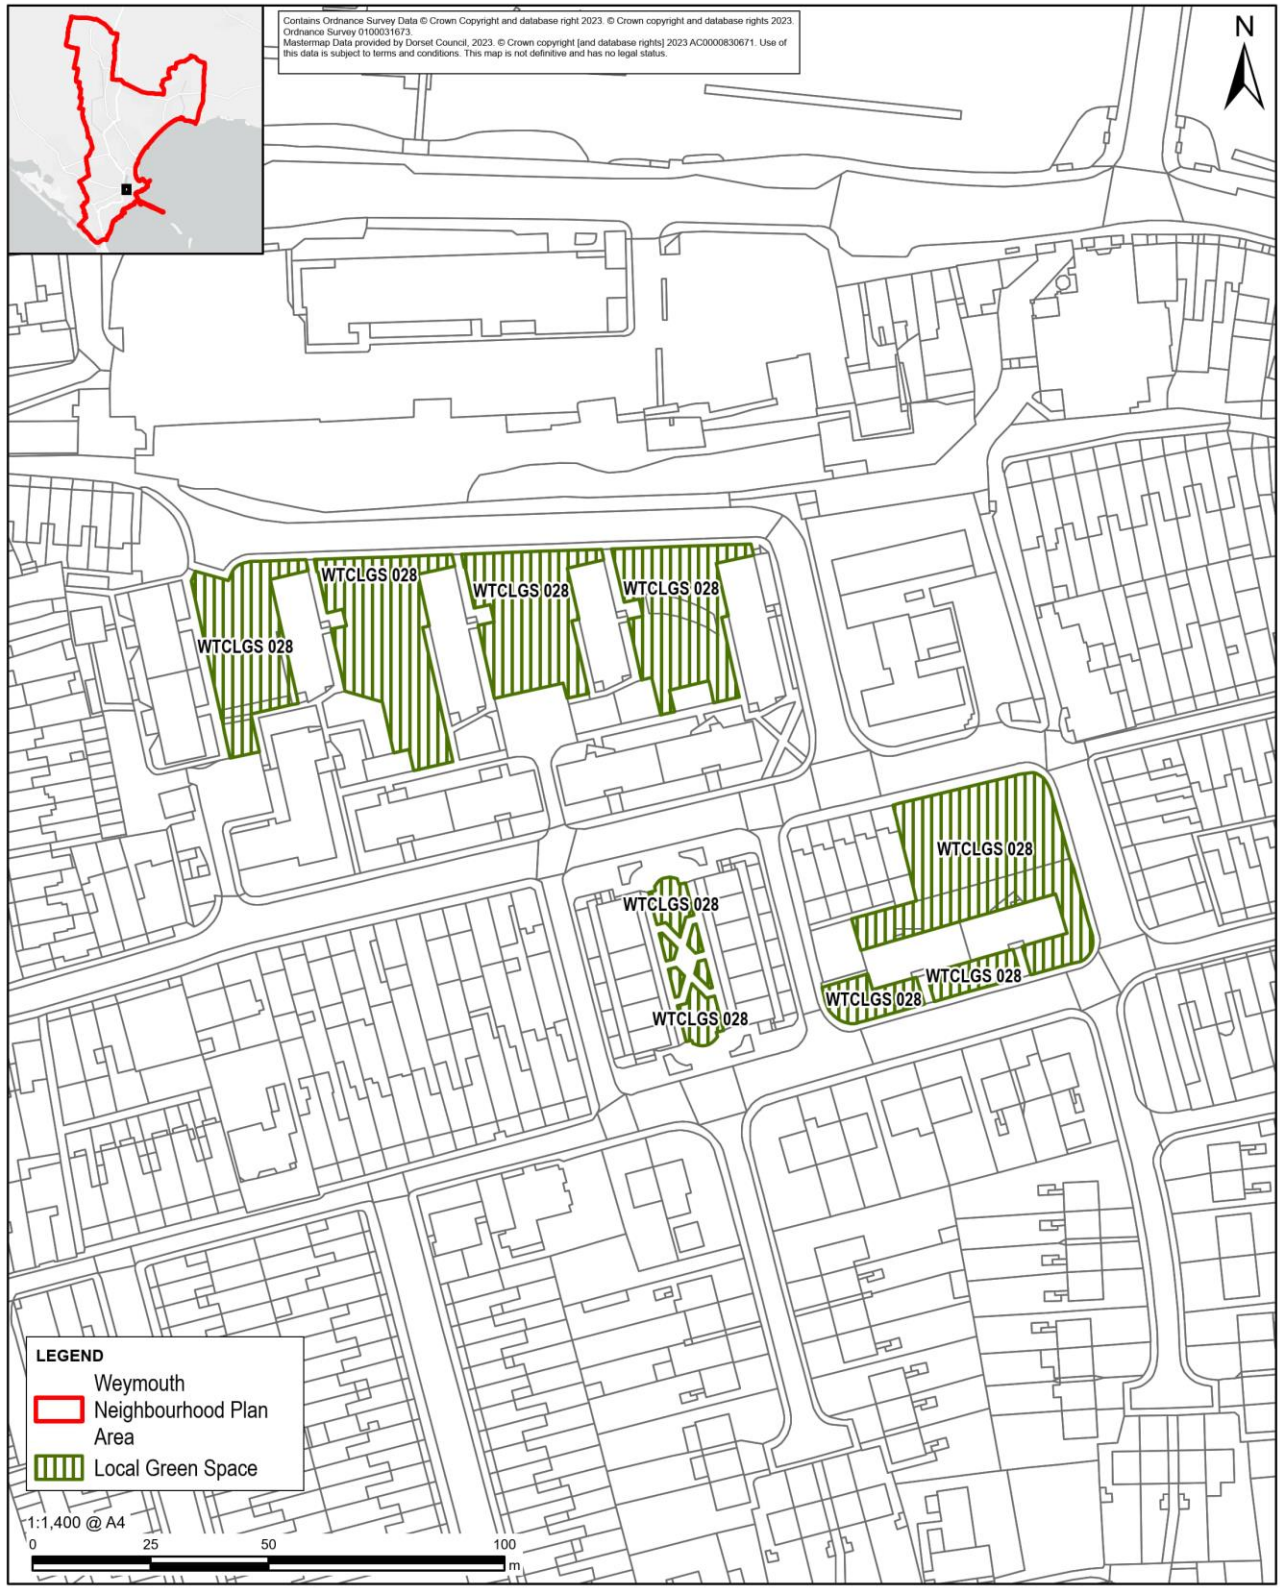 Contains Ordnance Survey Data © Crown Copyright and database right 2023. © Crown copyright and database rights 2023.
Ordnance Survey 0100031673.
Mastermap Data provided by Dorset Council, 2023. © Crown copyright [and database rights] 2023 AC0000830671. Use of
this data is subject to terms and conditions. This map is not definitive and has no legal status.
N
WTCLGS 028
WTCLGS 028
WTCLGS 028
WTCLGS 028
WTCLGS 028
WTCLGS 028
WTCLGS 028
WTCLGS 028
WTCLGS 028
WTCLGS 028
LEGEND
Weymouth
Neighbourhood Plan
Area
Local Green Space
1:1,400 @ A4
0 25 50 100
m